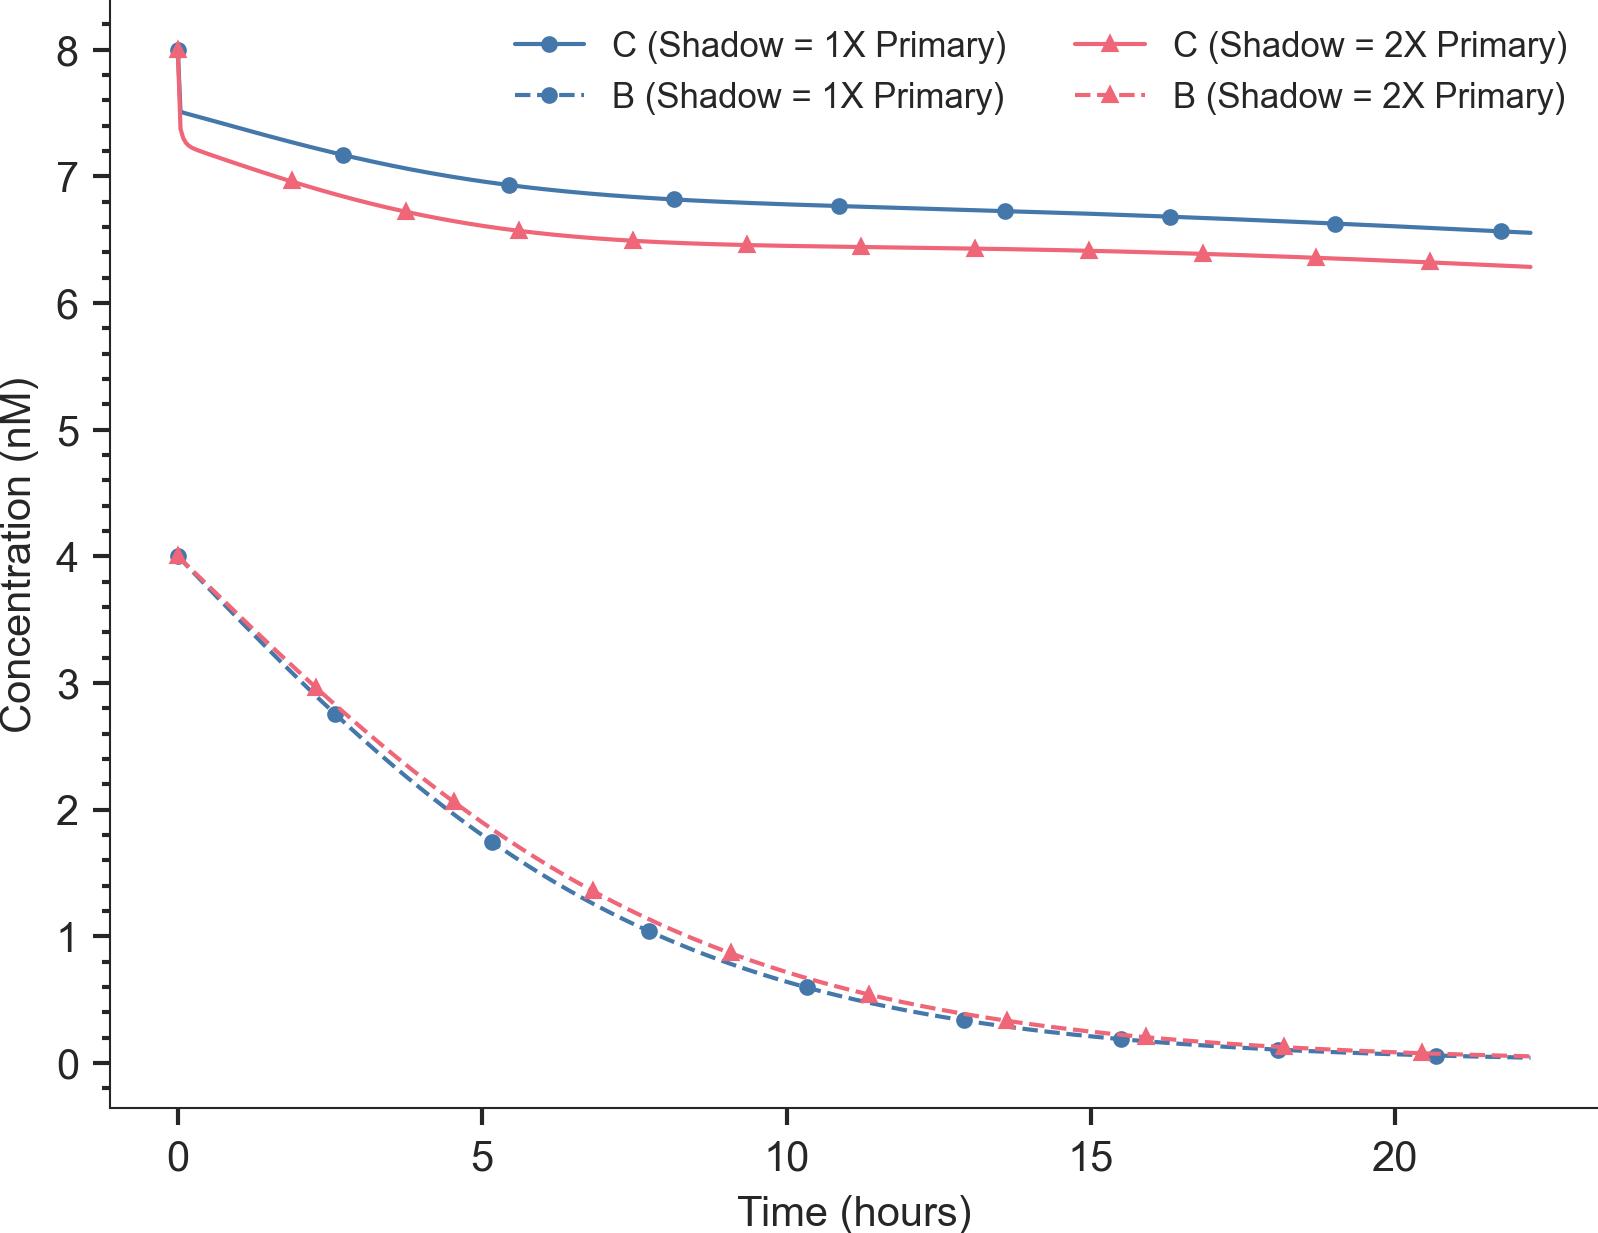 C (Shadow = 1X Primary)
C (Shadow = 2X Primary)
B (Shadow = 1X Primary)
B (Shadow = 2X Primary)
Concentration (nM)
8
7
6
5
4
3
2
1
0
0 5 10 15 20
Time (hours)